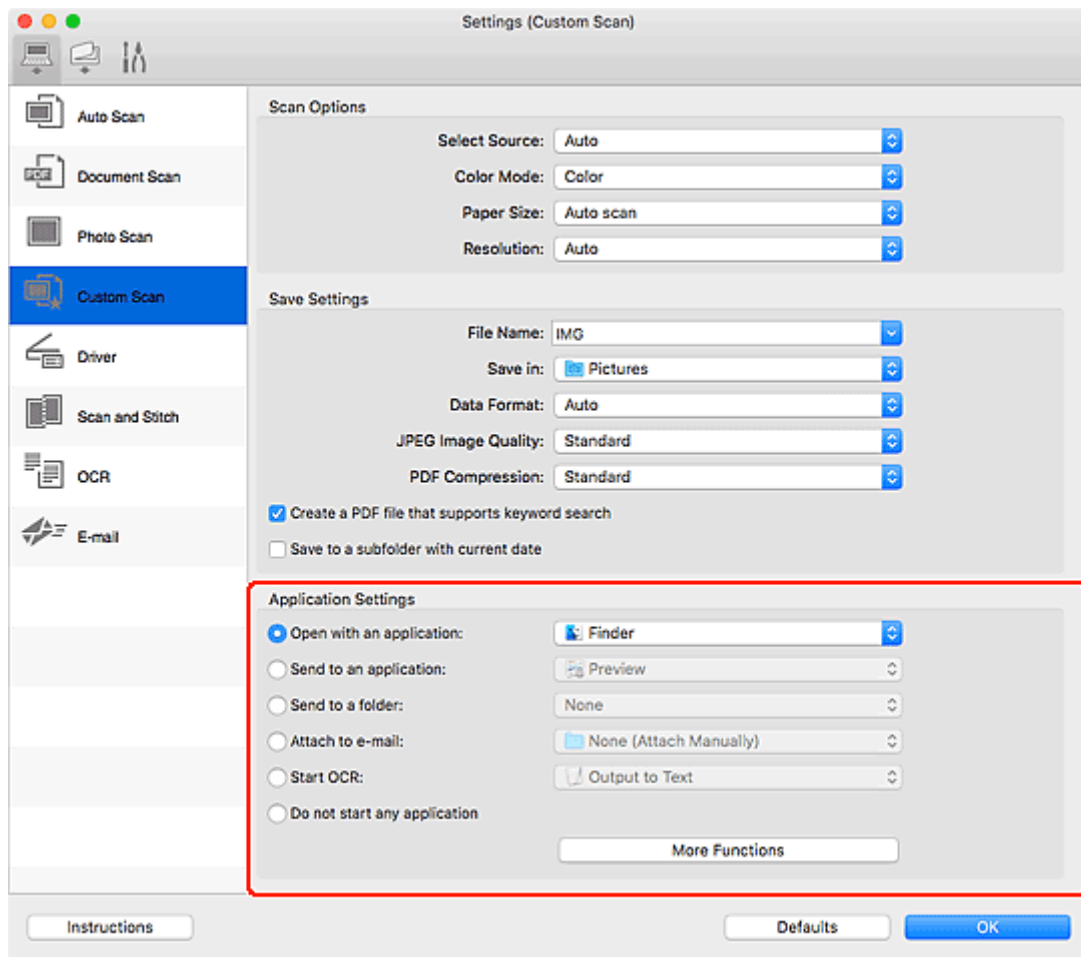 Settings (Custom Scan)
Auto Scan
PDF
Document Scan
Photo Scan
Custom Scan
Driver
Scan and Stitch
OCR
E-mail
Scan Options
Select Source: Auto
Color Mode: Color
Paper Size: Auto scan
Resolution: Auto
Save Settings
File Name: IMG
Save in: Pictures
Data Format: Auto
JPEG Image Quality: Standard
PDF Compression: Standard
Create a PDF file that supports keyword search
Save to a subfolder with current date
Application Settings
Open with an application: Finder
Send to an application: Preview
Send to a folder: None
Attach to e-mail: None (Attach Manually)
Start OCR: Output to Text
Do not start any application
More Functions
Instructions
Defaults
OK